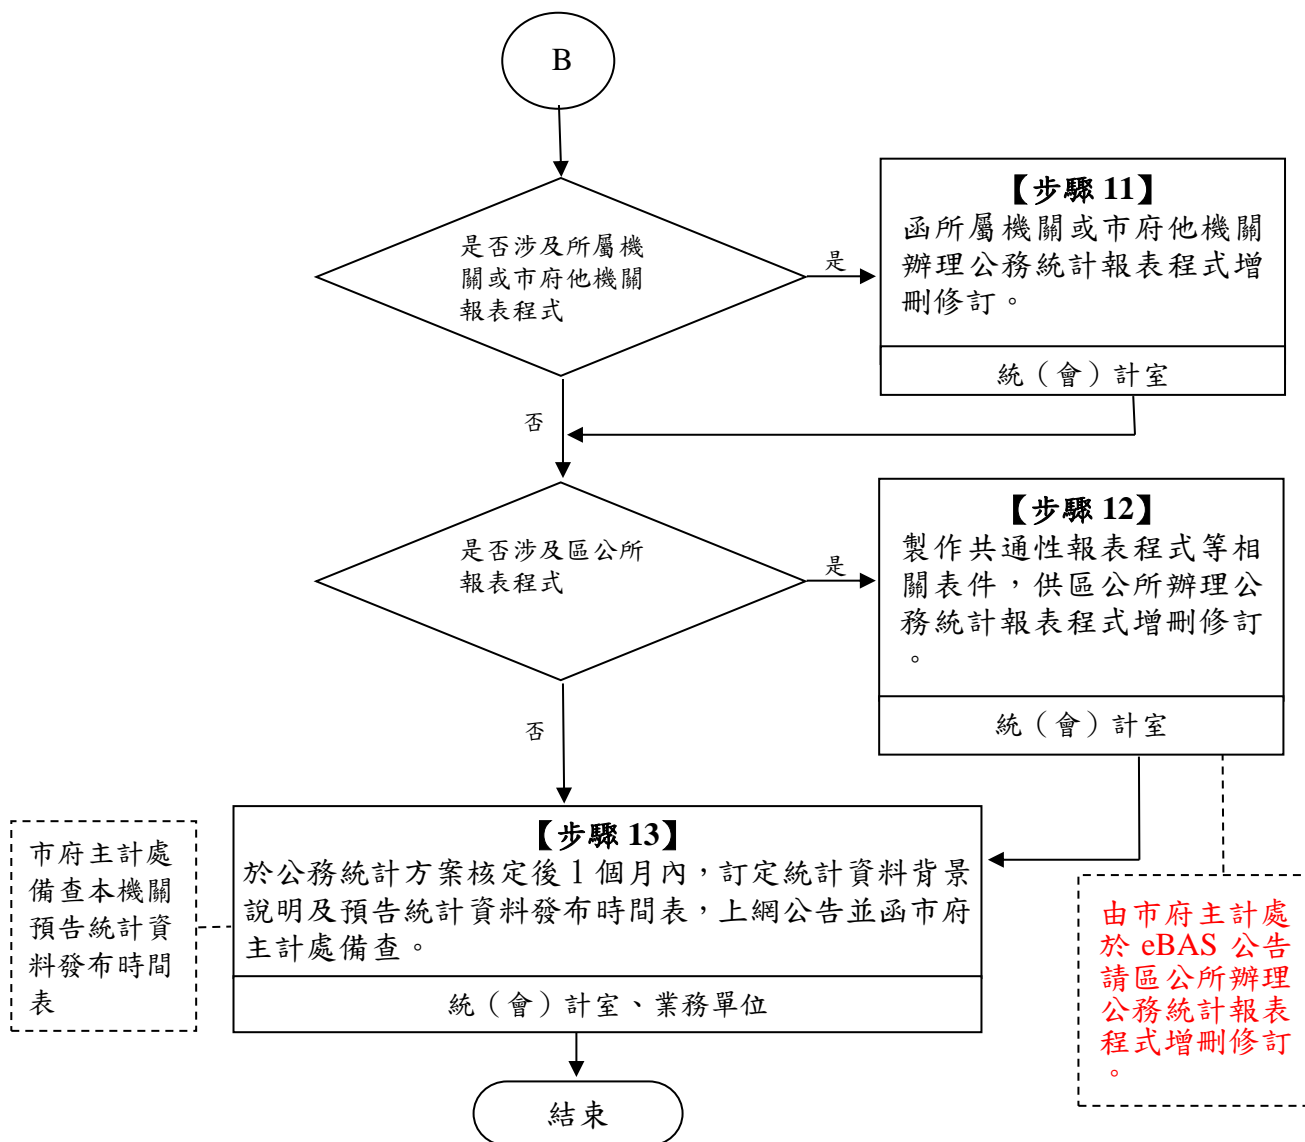 B
是否涉及所屬機
關或市府他機關
報表程式
是
【步驟 11】
函所屬機關或市府他機關
辦理公務統計報表程式增
刪修訂。
統（會）計室
否
是否涉及區公所
報表程式
是
【步驟 12】
製作共通性報表程式等相
關表件，供區公所辦理公
務統計報表程式增刪修訂
。
統（會）計室
否
市府主計處
備查本機關
預告統計資
料發布時間
表
【步驟 13】
於公務統計方案核定後 1 個月內，訂定統計資料背景
說明及預告統計資料發布時間表，上網公告並函市府
主計處備查。
統（會）計室、業務單位
由市府主計處
於 eBAS 公告
請區公所辦理
公務統計報表
程式增刪修訂
。
結束